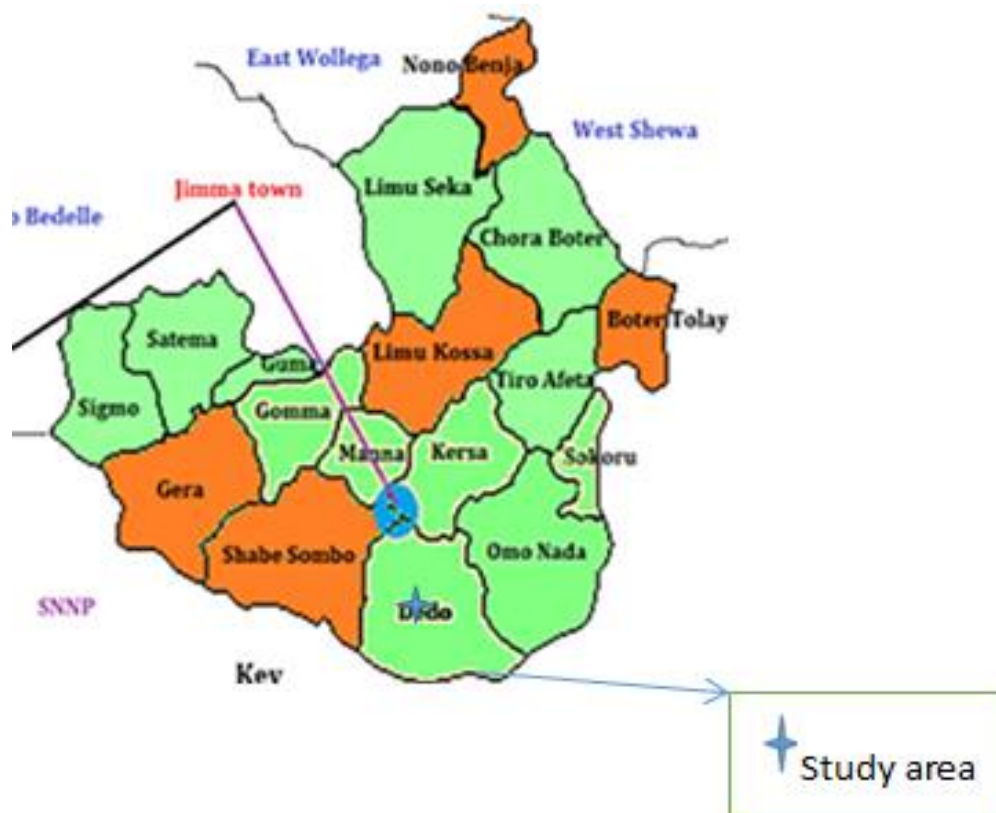 East Wollega
Nono Benja
West Shewa
Limu Seka
Jimma town
o Bedelle
Chora Boter
Boter Tolay
Satema
Limu Kossa
Guma
Tiro Afeta
Sigmo
Gomma
Manna
Kersa
Sokoru
Gera
Shabe Sombo
Omo Nada
SNNP
Dedo
Kev
Study area